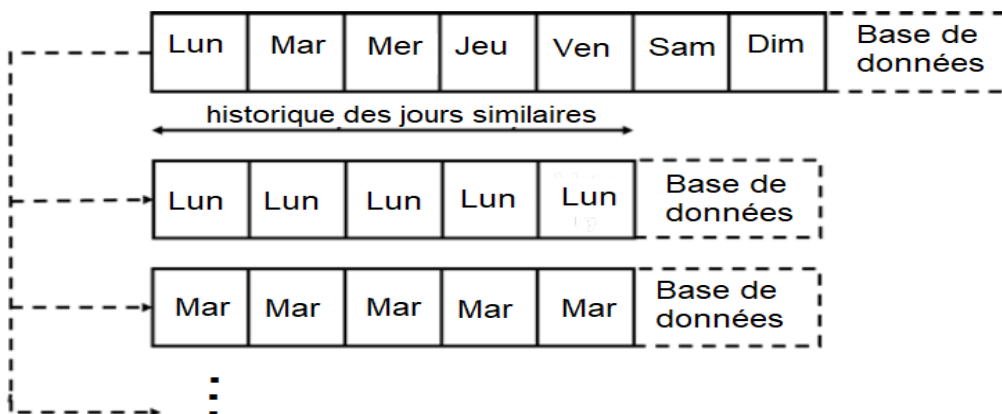 Lun Mar Mer Jeu Ven Sam Dim Base de
données
historique des jours similaires
Lun Lun Lun Lun Lun Base de
données
Mar Mar Mar Mar Mar Base de
données